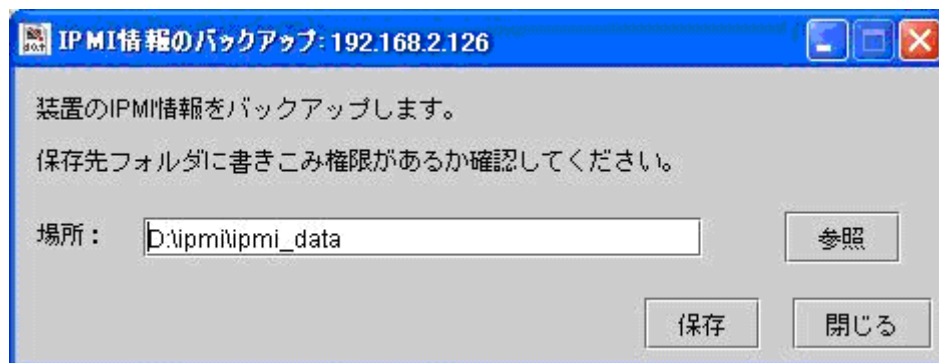 IPMI情報のバックアップ: 192.168.2.126
装置のIPMI情報をバックアップします。
保存先フォルダに書きこみ権限があるか確認してください。
場所： D:\ipmi\ipmi_data 参照
保存 閉じる